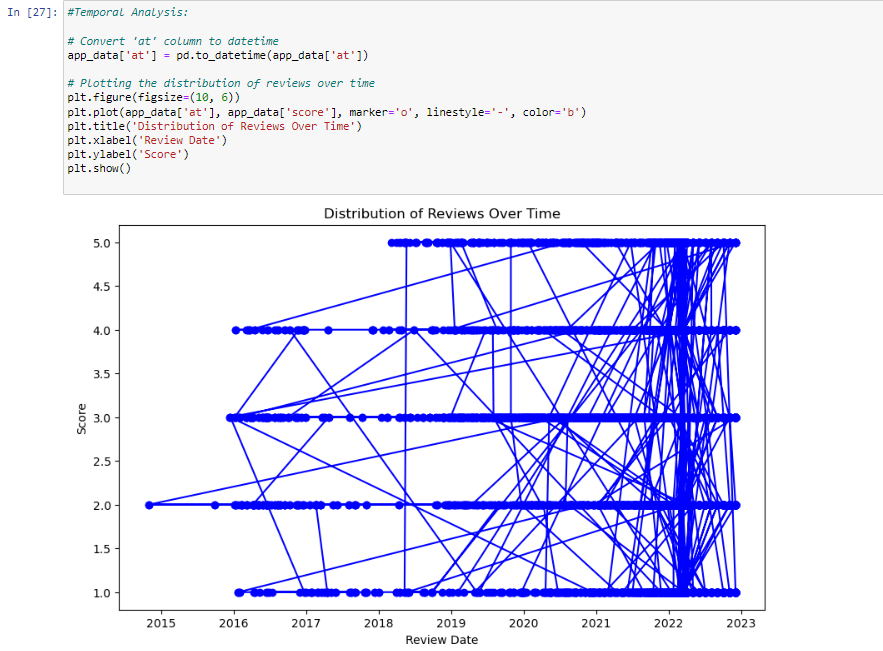 In [27]: #Temporal Analysis:
# Convert 'at' column to datetime
app_data['at'] = pd.to_datetime(app_data['at'])
# Plotting the distribution of reviews over time
plt.figure(figsize=(10, 6))
plt.plot(app_data['at'], app_data['score'], marker='o', linestyle='-', color='b')
plt.title('Distribution of Reviews Over Time')
plt.xlabel('Review Date')
plt.ylabel('Score')
plt.show()
Distribution of Reviews Over Time
5.0
4.5
4.0
3.5
3.0
Score
2.5
2.0
1.5
1.0
2015 2016 2017 2018 2019 2020 2021 2022 2023
Review Date